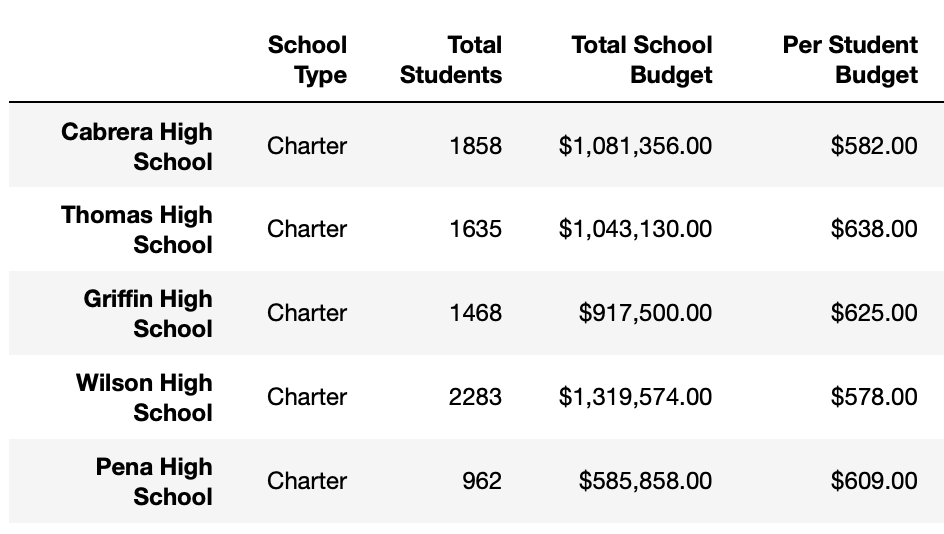 School Type Total Students Total School Budget Per Student Budget
Cabrera High School Charter 1858 $1,081,356.00 $582.00
Thomas High School Charter 1635 $1,043,130.00 $638.00
Griffin High School Charter 1468 $917,500.00 $625.00
Wilson High School Charter 2283 $1,319,574.00 $578.00
Pena High School Charter 962 $585,858.00 $609.00